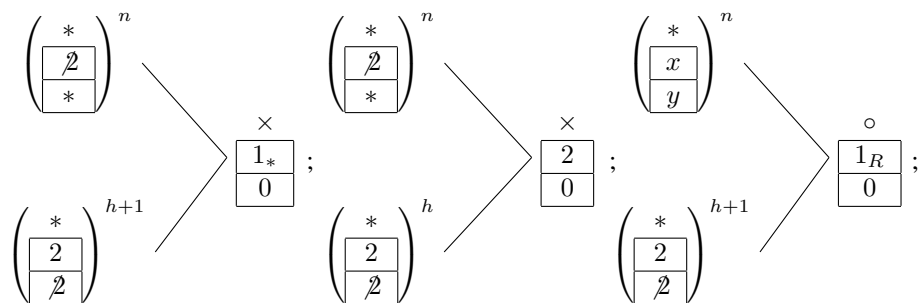 ( * 2̸ * )^n
( * 2̸ * )^n
( * x y )^n
× 1_* 0 ;
× 2 0 ;
∘ 1_R 0 ;
( * 2 2̸ )^{h+1}
( * 2 2̸ )^h
( * 2 2̸ )^{h+1}